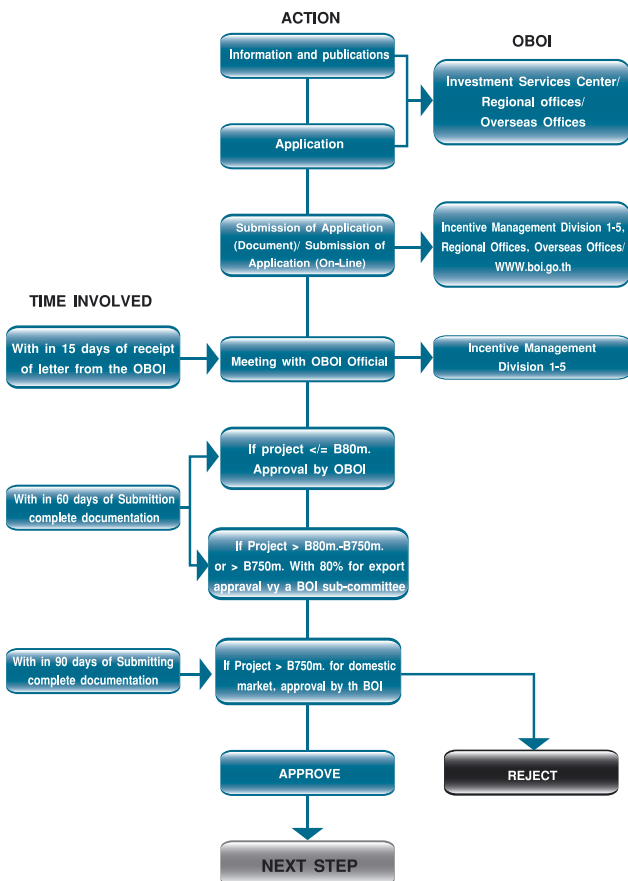 ACTION
OBOI
Information and publications
Investment Services Center/
Regional offices/
Overseas Offices
Application
Submission of Application
(Document)/ Submission of
Application (On-Line)
Incentive Management Division 1-5,
Regional Offices, Overseas Offices/
WWW.boi.go.th
TIME INVOLVED
With in 15 days of receipt
of letter from the OBOI
Meeting with OBOI Official
Incentive Management
Division 1-5
If project </= B80m.
Approval by OBOI
With in 60 days of Submittion
complete documentation
If Project > B80m.-B750m.
or > B750m. With 80% for export
appraval vy a BOI sub-committee
With in 90 days of Submitting
complete documentation
If Project > B750m. for domestic
market, approval by th BOI
APPROVE
REJECT
NEXT STEP